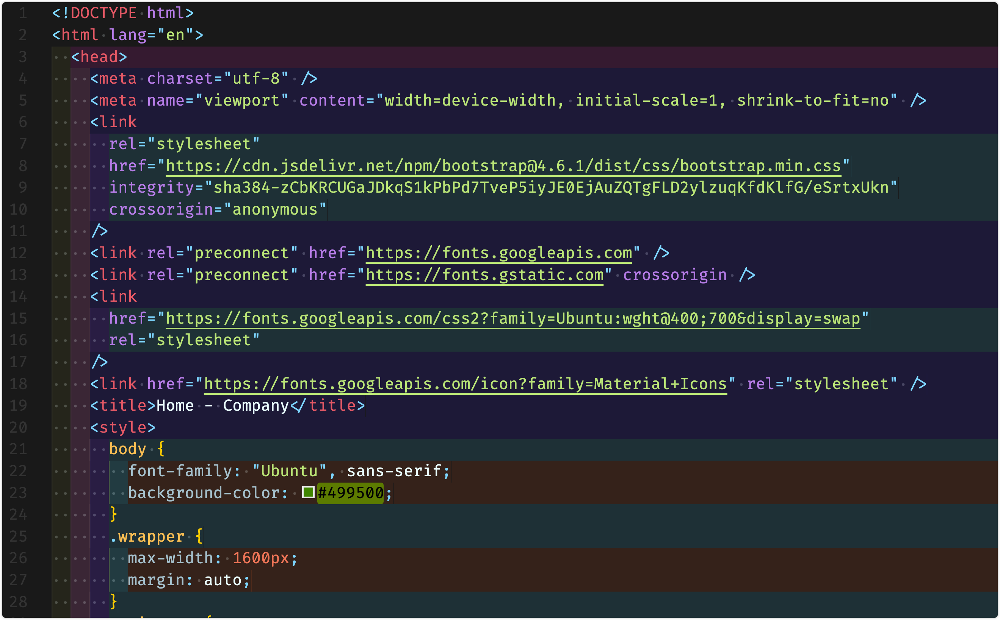 1 <!DOCTYPE html>
2 <html lang="en">
3 <head>
4 <meta charset="utf-8" />
5 <meta name="viewport" content="width=device-width, initial-scale=1, shrink-to-fit=no" />
6 <link
7 rel="stylesheet"
8 href="https://cdn.jsdelivr.net/npm/bootstrap@4.6.1/dist/css/bootstrap.min.css"
9 integrity="sha384-zCbKRCUGaJDkqS1kPbPd7TveP5iyJE0EjAuZQTgFLD2ylzuqKfdKlfG/eSrtxUkn"
10 crossorigin="anonymous"
11 />
12 <link rel="preconnect" href="https://fonts.googleapis.com" />
13 <link rel="preconnect" href="https://fonts.gstatic.com" crossorigin />
14 <link
15 href="https://fonts.googleapis.com/css2?family=Ubuntu:wght@400;700&display=swap"
16 rel="stylesheet"
17 />
18 <link href="https://fonts.googleapis.com/icon?family=Material+Icons" rel="stylesheet" />
19 <title>Home - Company</title>
20 <style>
21 body {
22 font-family: "Ubuntu", sans-serif;
23 background-color: #499500;
24 }
25 .wrapper {
26 max-width: 1600px;
27 margin: auto;
28 }